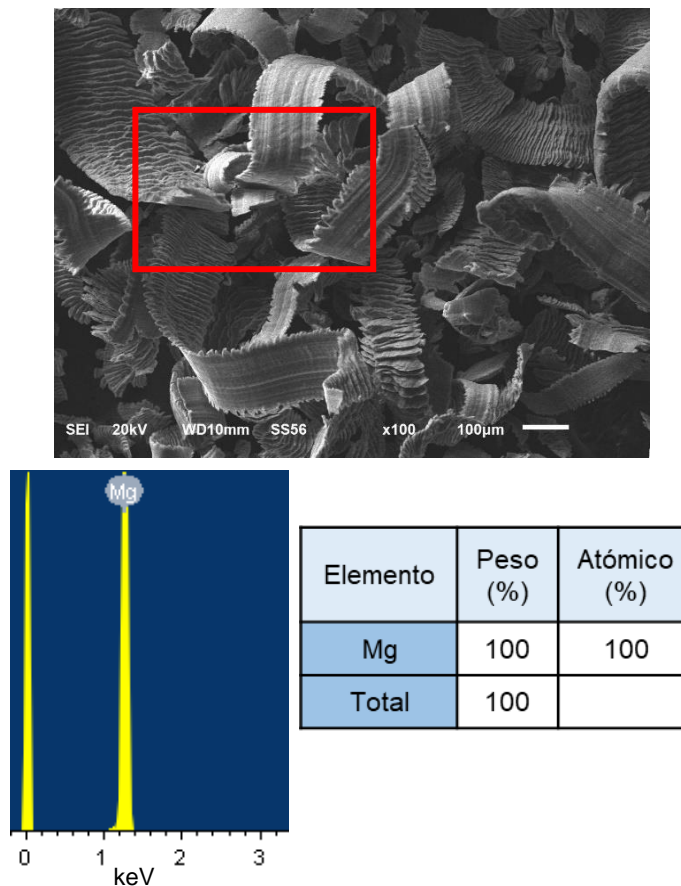 SEI 20kV WD10mm SS56 x100 100μm
Mg
0 1 2 3
keV
Elemento Peso (%) Atómico (%)
Mg 100 100
Total 100